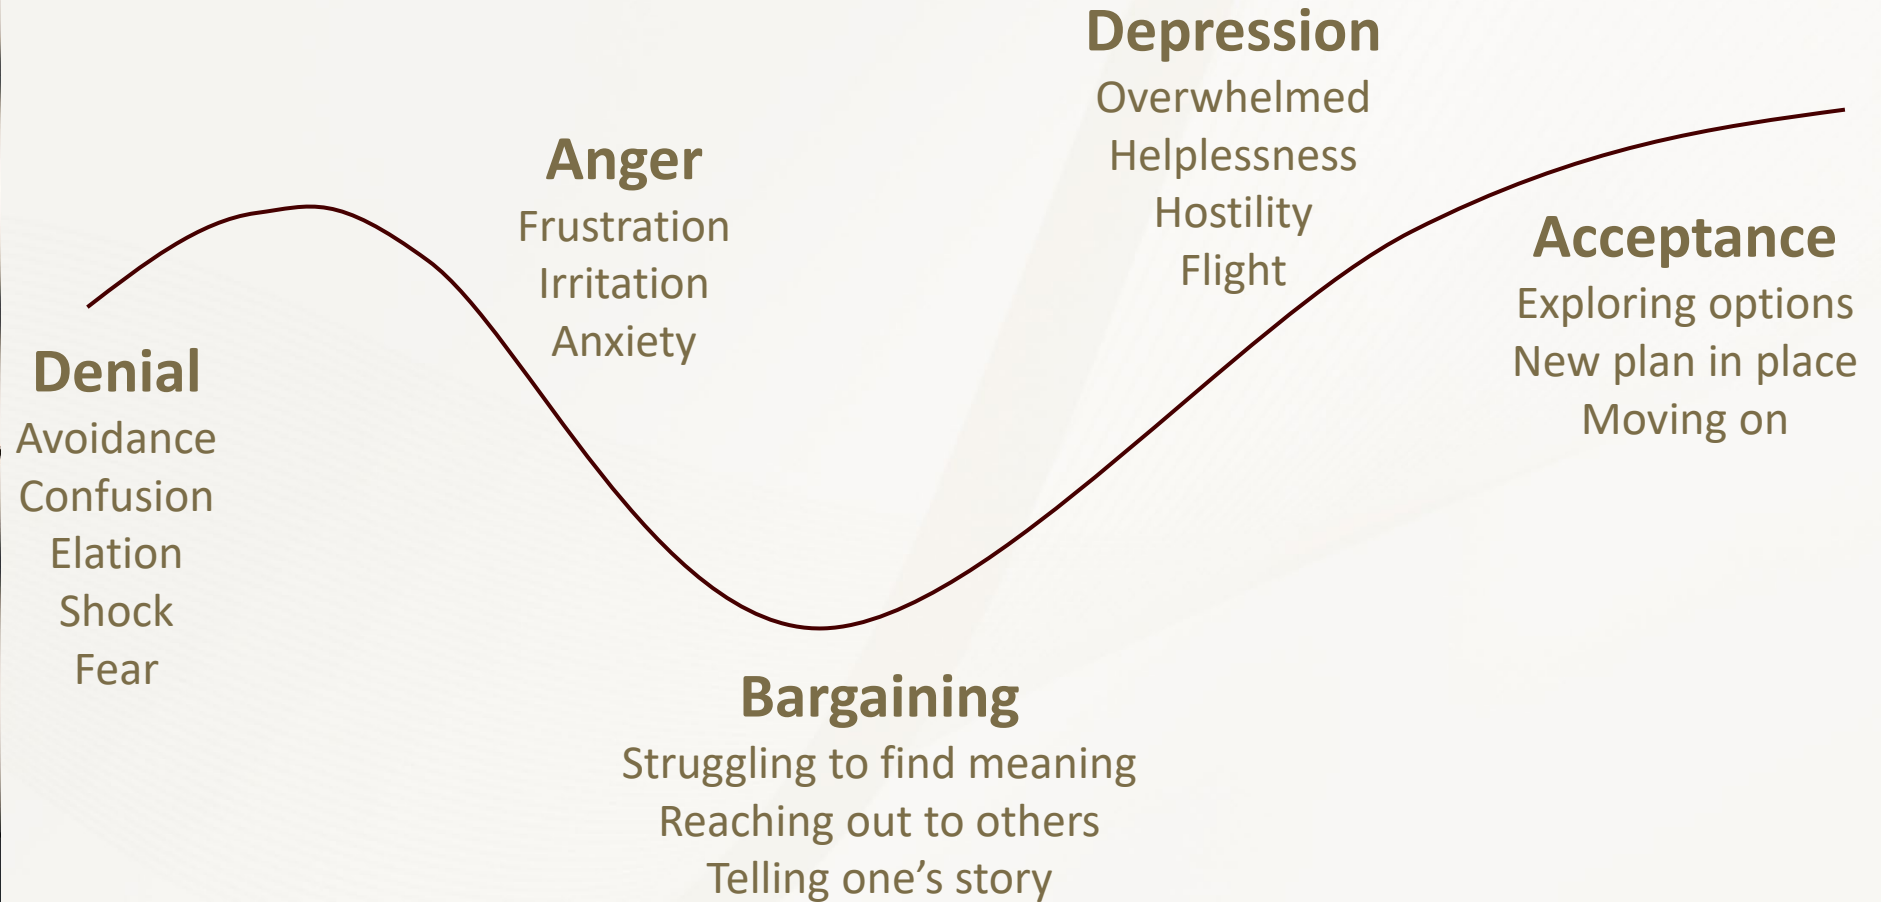 Denial
Avoidance
Confusion
Elation
Shock
Fear
Anger
Frustration
Irritation
Anxiety
Bargaining
Struggling to find meaning
Reaching out to others
Telling one’s story
Depression
Overwhelmed
Helplessness
Hostility
Flight
Acceptance
Exploring options
New plan in place
Moving on